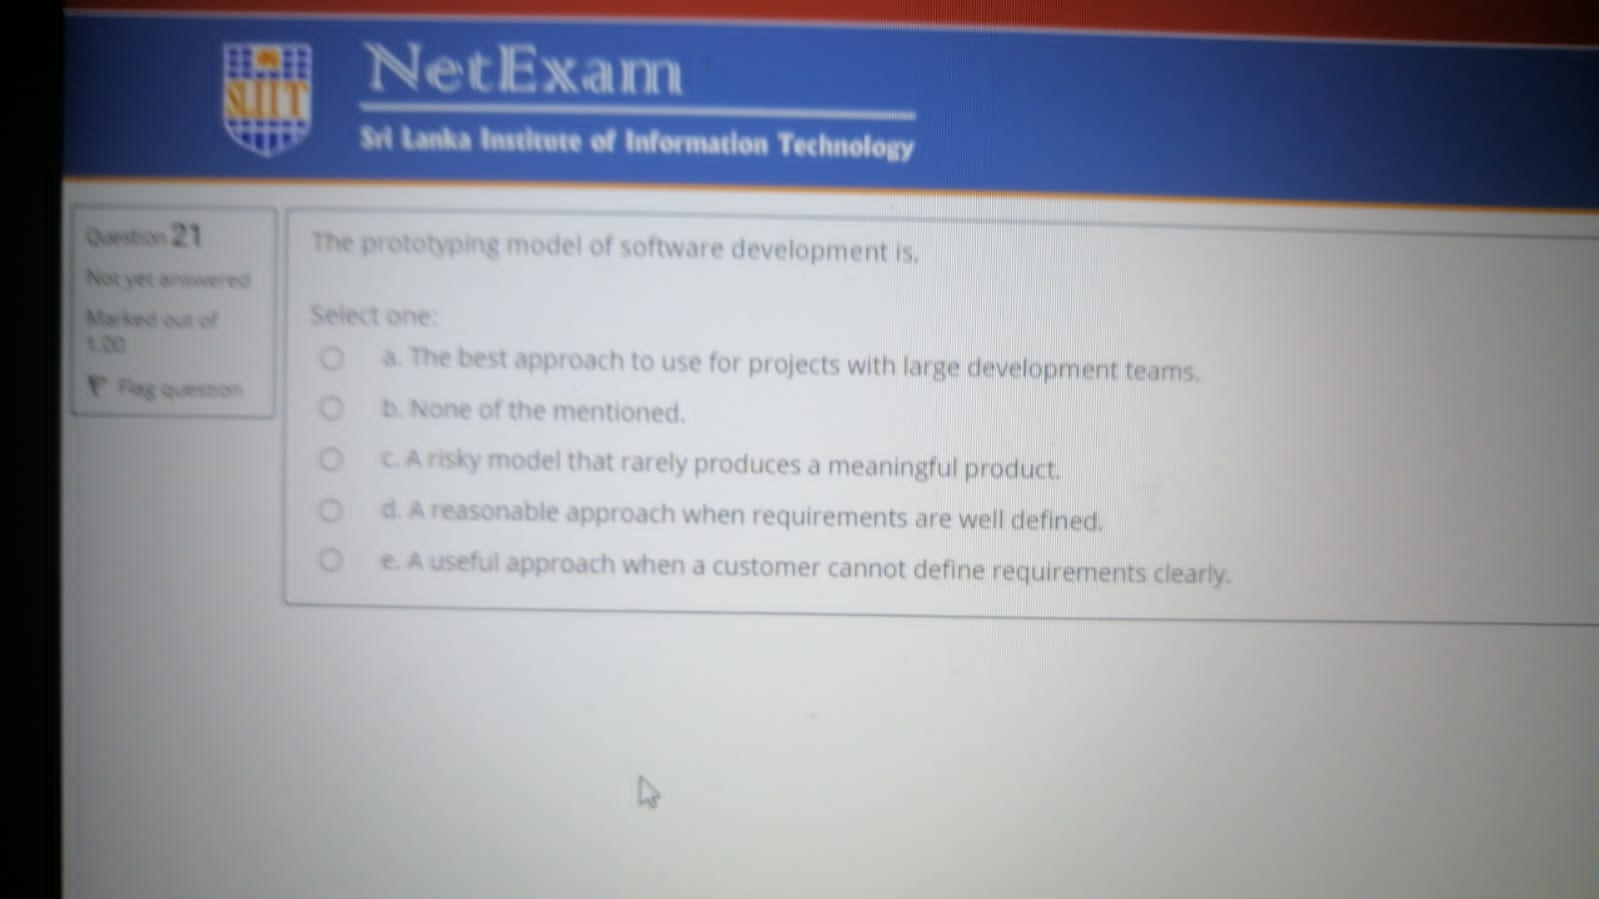 SLIIT
NetExam
Sri Lanka Institute of Information Technology
Question 21
Not yet answered
Marked out of
1.00
Flag question
The prototyping model of software development is.
Select one:
a. The best approach to use for projects with large development teams.
b. None of the mentioned.
c. A risky model that rarely produces a meaningful product.
d. A reasonable approach when requirements are well defined.
e. A useful approach when a customer cannot define requirements clearly.